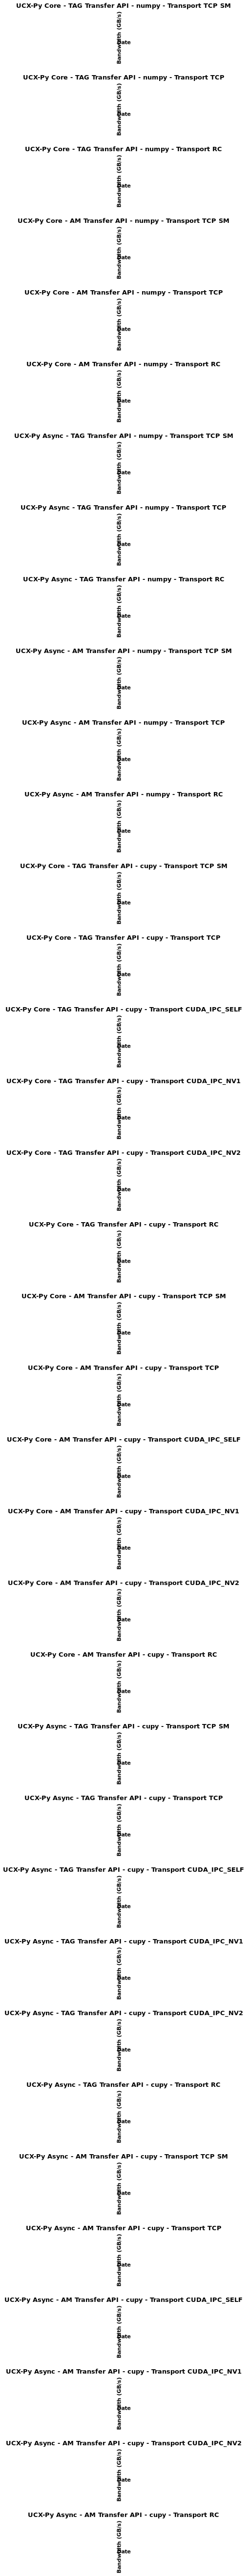 UCX-Py Core - TAG Transfer API - numpy - Transport TCP SM
Bandwidth (GB/s)
Date
UCX-Py Core - TAG Transfer API - numpy - Transport TCP
Bandwidth (GB/s)
Date
UCX-Py Core - TAG Transfer API - numpy - Transport RC
Bandwidth (GB/s)
Date
UCX-Py Core - AM Transfer API - numpy - Transport TCP SM
Bandwidth (GB/s)
Date
UCX-Py Core - AM Transfer API - numpy - Transport TCP
Bandwidth (GB/s)
Date
UCX-Py Core - AM Transfer API - numpy - Transport RC
Bandwidth (GB/s)
Date
UCX-Py Async - TAG Transfer API - numpy - Transport TCP SM
Bandwidth (GB/s)
Date
UCX-Py Async - TAG Transfer API - numpy - Transport TCP
Bandwidth (GB/s)
Date
UCX-Py Async - TAG Transfer API - numpy - Transport RC
Bandwidth (GB/s)
Date
UCX-Py Async - AM Transfer API - numpy - Transport TCP SM
Bandwidth (GB/s)
Date
UCX-Py Async - AM Transfer API - numpy - Transport TCP
Bandwidth (GB/s)
Date
UCX-Py Async - AM Transfer API - numpy - Transport RC
Bandwidth (GB/s)
Date
UCX-Py Core - TAG Transfer API - cupy - Transport TCP SM
Bandwidth (GB/s)
Date
UCX-Py Core - TAG Transfer API - cupy - Transport TCP
Bandwidth (GB/s)
Date
UCX-Py Core - TAG Transfer API - cupy - Transport CUDA_IPC_SELF
Bandwidth (GB/s)
Date
UCX-Py Core - TAG Transfer API - cupy - Transport CUDA_IPC_NV1
Bandwidth (GB/s)
Date
UCX-Py Core - TAG Transfer API - cupy - Transport CUDA_IPC_NV2
Bandwidth (GB/s)
Date
UCX-Py Core - TAG Transfer API - cupy - Transport RC
Bandwidth (GB/s)
Date
UCX-Py Core - AM Transfer API - cupy - Transport TCP SM
Bandwidth (GB/s)
Date
UCX-Py Core - AM Transfer API - cupy - Transport TCP
Bandwidth (GB/s)
Date
UCX-Py Core - AM Transfer API - cupy - Transport CUDA_IPC_SELF
Bandwidth (GB/s)
Date
UCX-Py Core - AM Transfer API - cupy - Transport CUDA_IPC_NV1
Bandwidth (GB/s)
Date
UCX-Py Core - AM Transfer API - cupy - Transport CUDA_IPC_NV2
Bandwidth (GB/s)
Date
UCX-Py Core - AM Transfer API - cupy - Transport RC
Bandwidth (GB/s)
Date
UCX-Py Async - TAG Transfer API - cupy - Transport TCP SM
Bandwidth (GB/s)
Date
UCX-Py Async - TAG Transfer API - cupy - Transport TCP
Bandwidth (GB/s)
Date
UCX-Py Async - TAG Transfer API - cupy - Transport CUDA_IPC_SELF
Bandwidth (GB/s)
Date
UCX-Py Async - TAG Transfer API - cupy - Transport CUDA_IPC_NV1
Bandwidth (GB/s)
Date
UCX-Py Async - TAG Transfer API - cupy - Transport CUDA_IPC_NV2
Bandwidth (GB/s)
Date
UCX-Py Async - TAG Transfer API - cupy - Transport RC
Bandwidth (GB/s)
Date
UCX-Py Async - AM Transfer API - cupy - Transport TCP SM
Bandwidth (GB/s)
Date
UCX-Py Async - AM Transfer API - cupy - Transport TCP
Bandwidth (GB/s)
Date
UCX-Py Async - AM Transfer API - cupy - Transport CUDA_IPC_SELF
Bandwidth (GB/s)
Date
UCX-Py Async - AM Transfer API - cupy - Transport CUDA_IPC_NV1
Bandwidth (GB/s)
Date
UCX-Py Async - AM Transfer API - cupy - Transport CUDA_IPC_NV2
Bandwidth (GB/s)
Date
UCX-Py Async - AM Transfer API - cupy - Transport RC
Bandwidth (GB/s)
Date